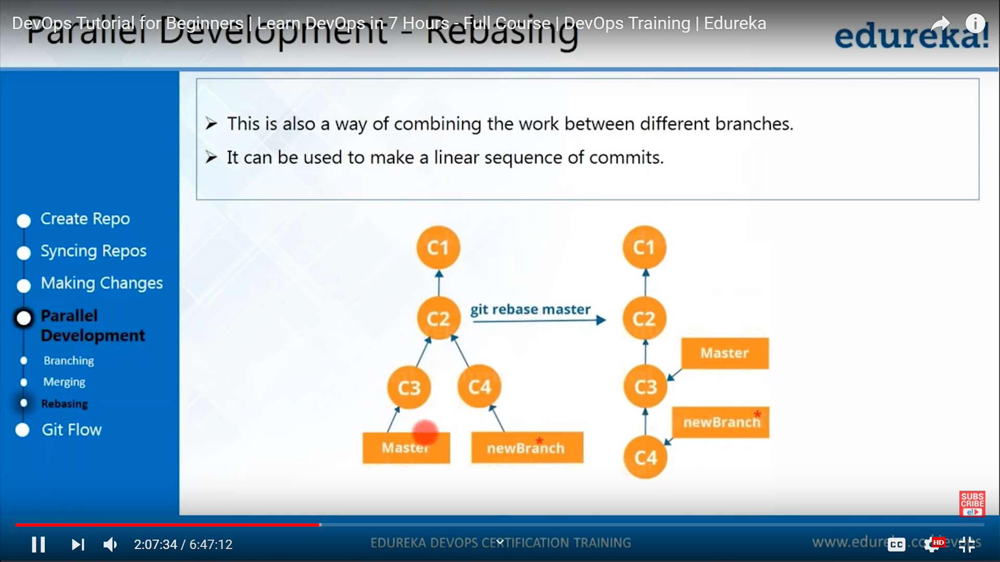 DevOps Tutorial for Beginners | Learn DevOps in 7 Hours - Full Course | DevOps Training | Edureka
Parallel Development - Rebasing
edureka!
➤ This is also a way of combining the work between different branches.
➤ It can be used to make a linear sequence of commits.
Create Repo
Syncing Repos
Making Changes
Parallel
Development
Branching
Merging
Rebasing
Git Flow
C1
C2
C3
C4
Master
newBranch*
git rebase master
C1
C2
Master
C3
newBranch*
C4
SUBS
CRIBE
e!
2:07:34 / 6:47:12
EDUREKA DEVOPS CERTIFICATION TRAINING
www.edureka.co/devops
CC
HD